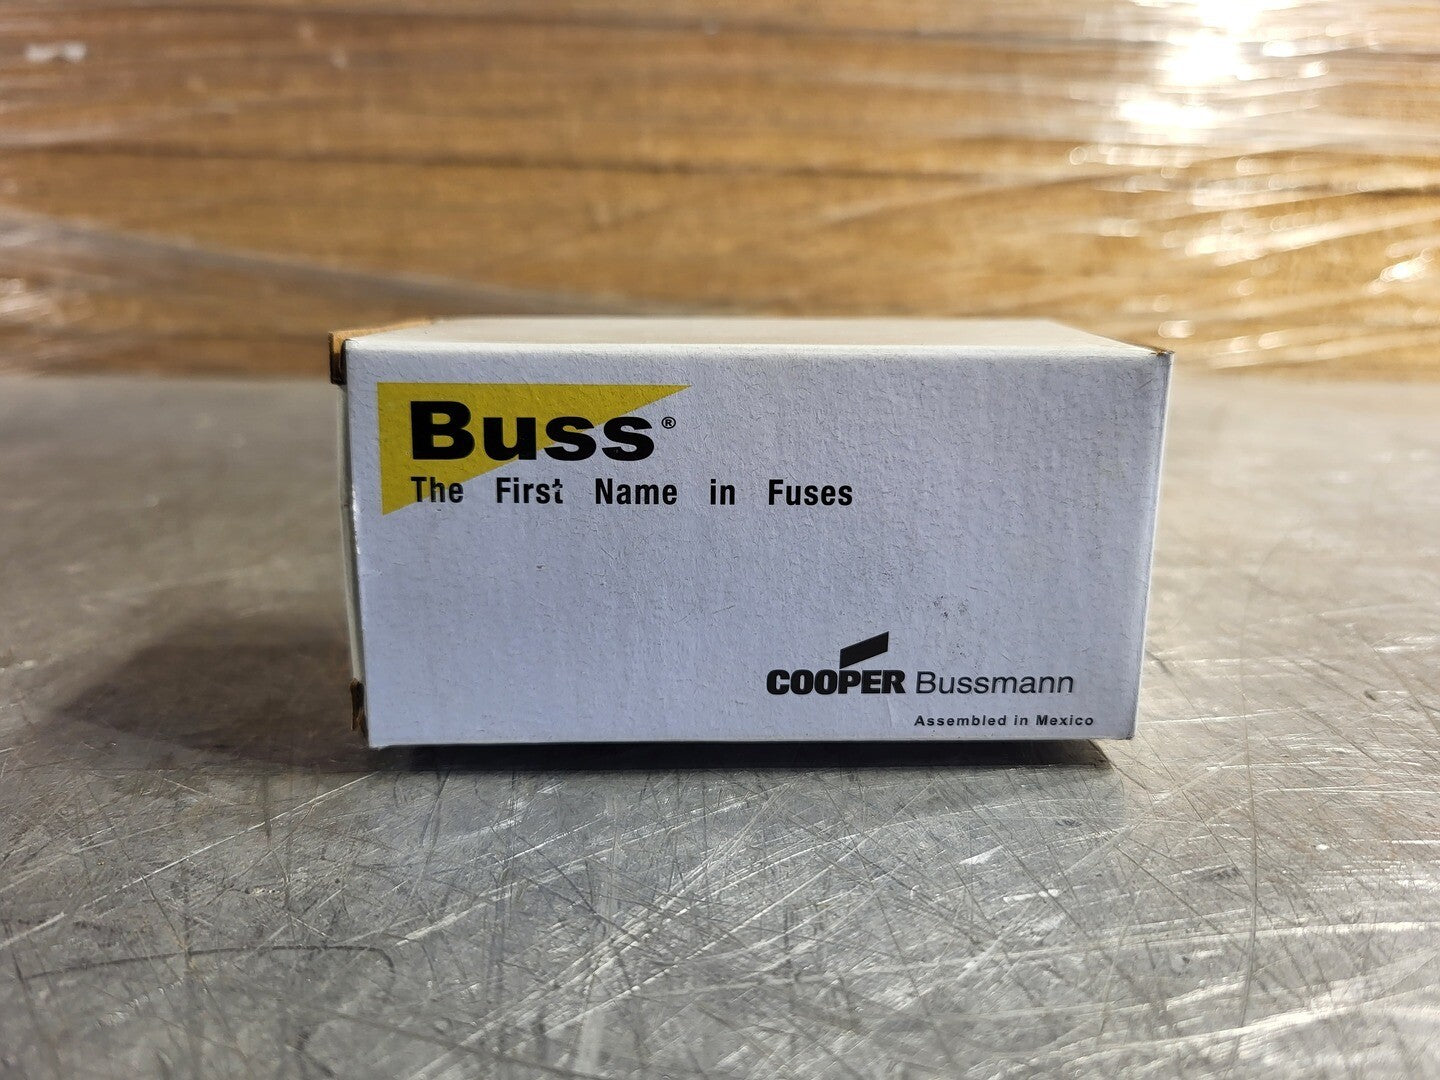 Buss®
The First Name in Fuses
COOPER Bussmann
Assembled in Mexico